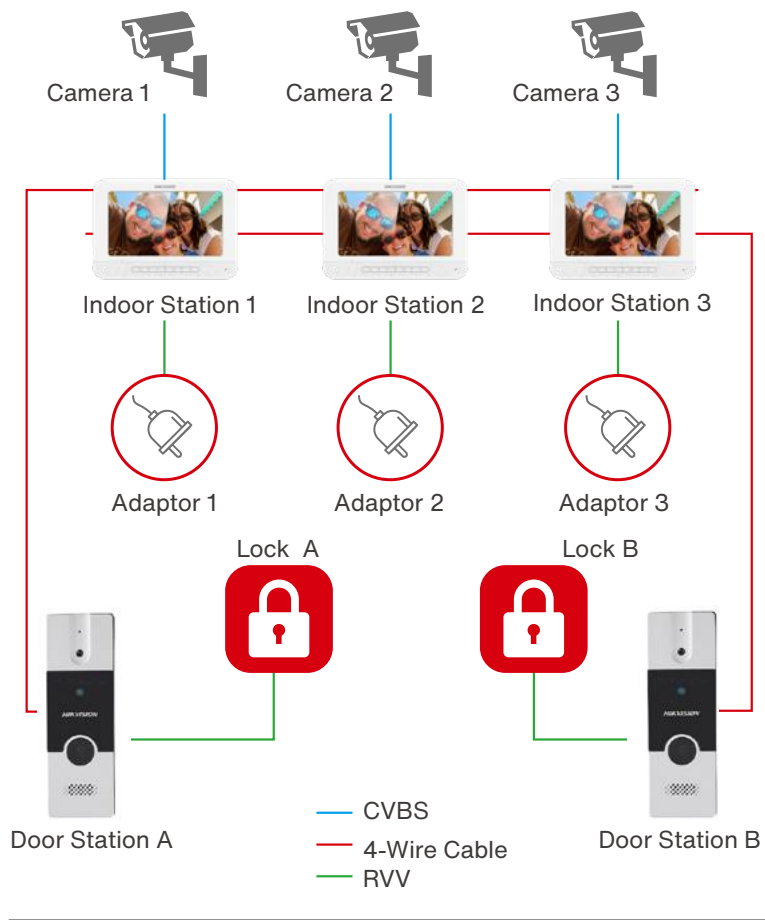 Camera 1
Camera 2
Camera 3
Indoor Station 1
Indoor Station 2
Indoor Station 3
Adaptor 1
Adaptor 2
Adaptor 3
Lock A
Lock B
HIKVISION
HIKVISION
Door Station A
Door Station B
CVBS
4-Wire Cable
RVV